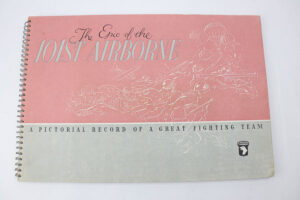 The Epic of the
101ST AIRBORNE
A PICTORIAL RECORD OF A GREAT FIGHTING TEAM